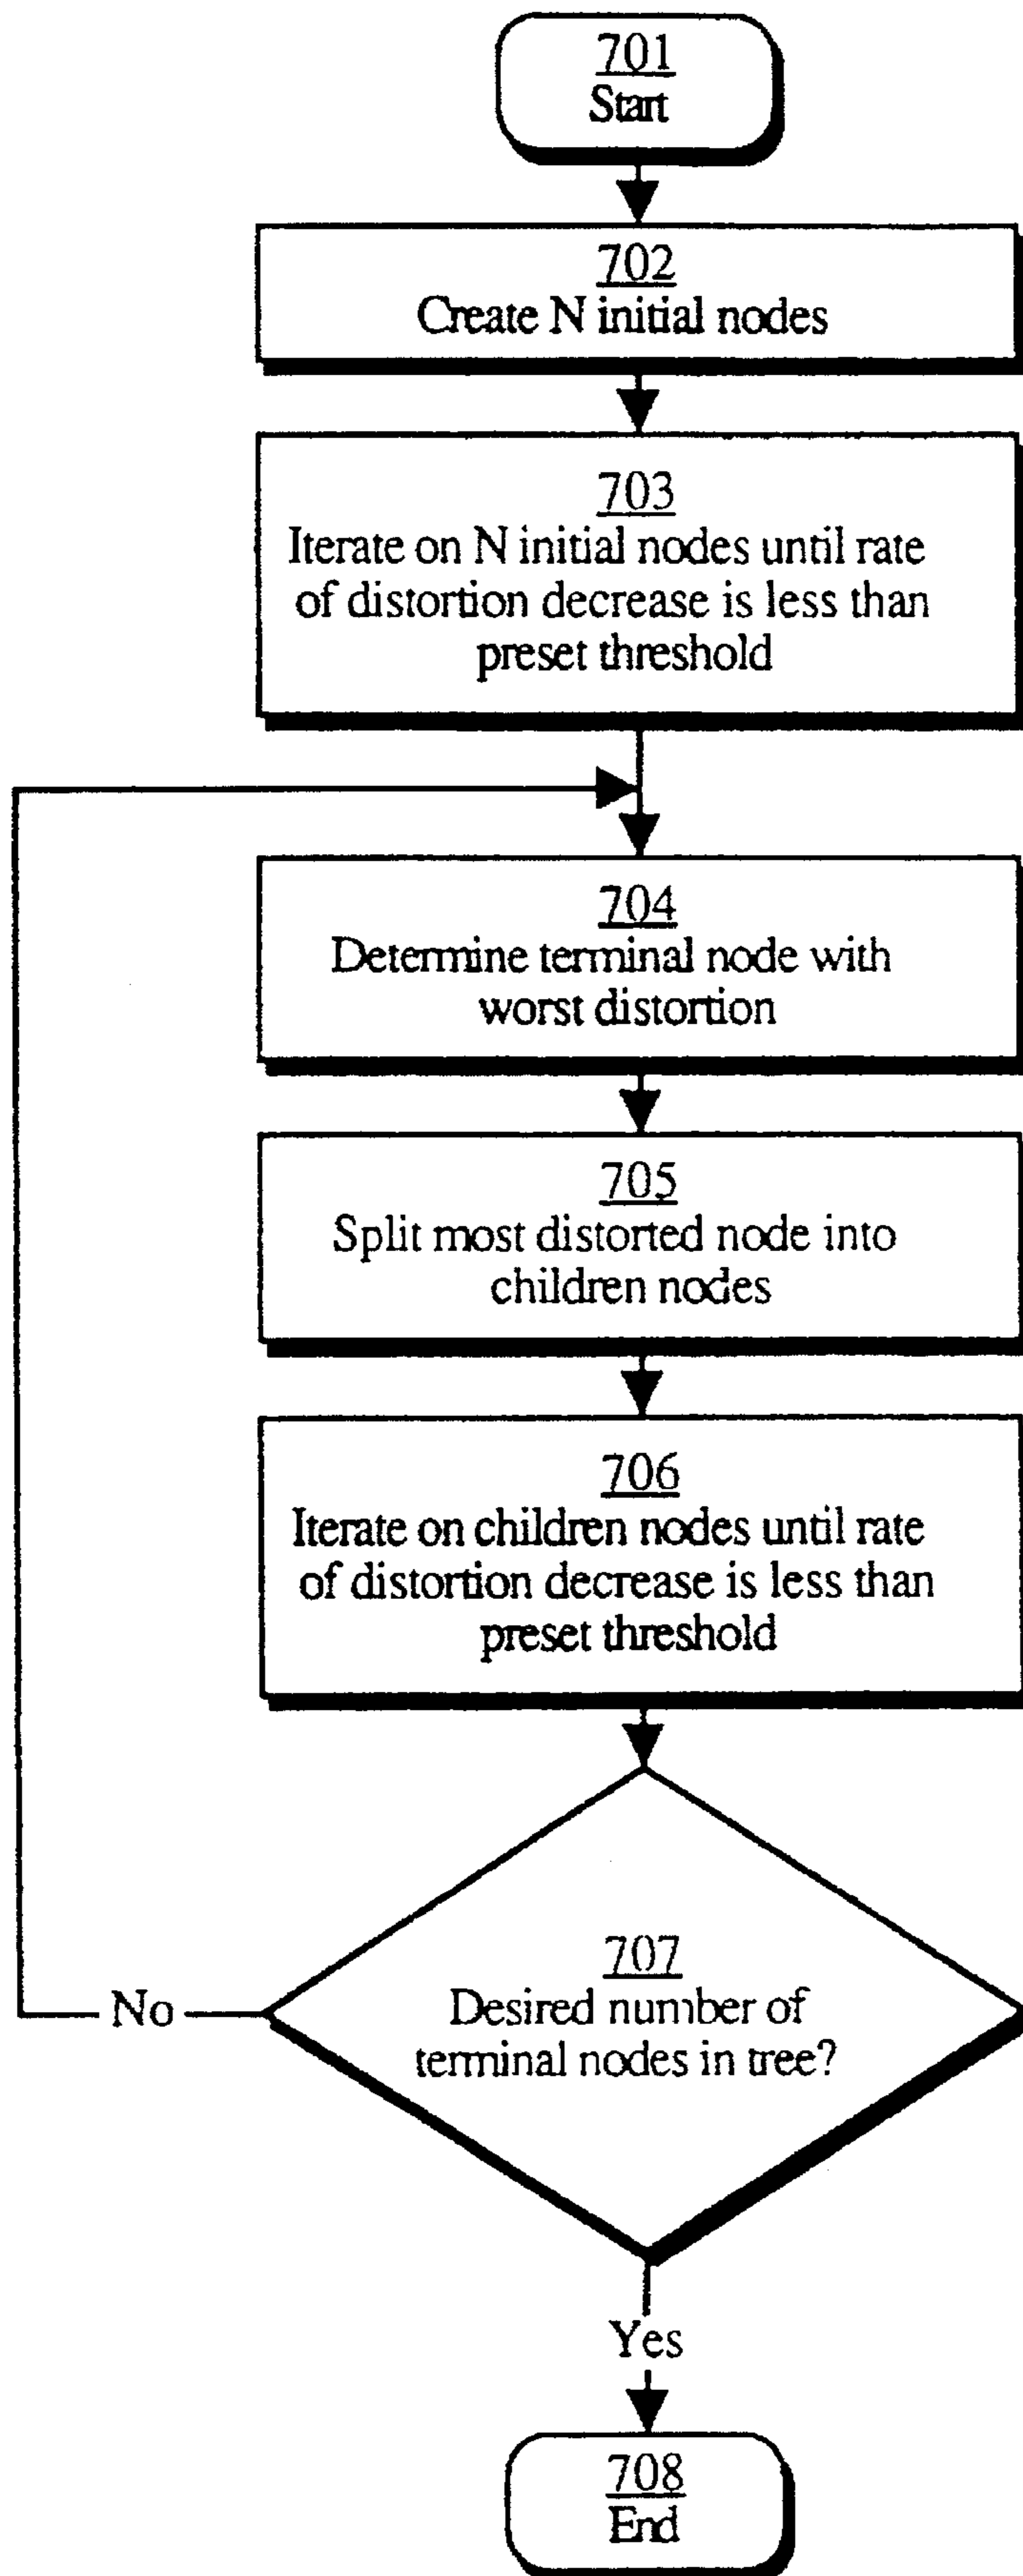 701
Start
702
Create N initial nodes
703
Iterate on N initial nodes until rate
of distortion decrease is less than
preset threshold
704
Determine terminal node with
worst distortion
705
Split most distorted node into
children nodes
706
Iterate on children nodes until rate
of distortion decrease is less than
preset threshold
707
Desired number of
terminal nodes in tree?
No
Yes
708
End